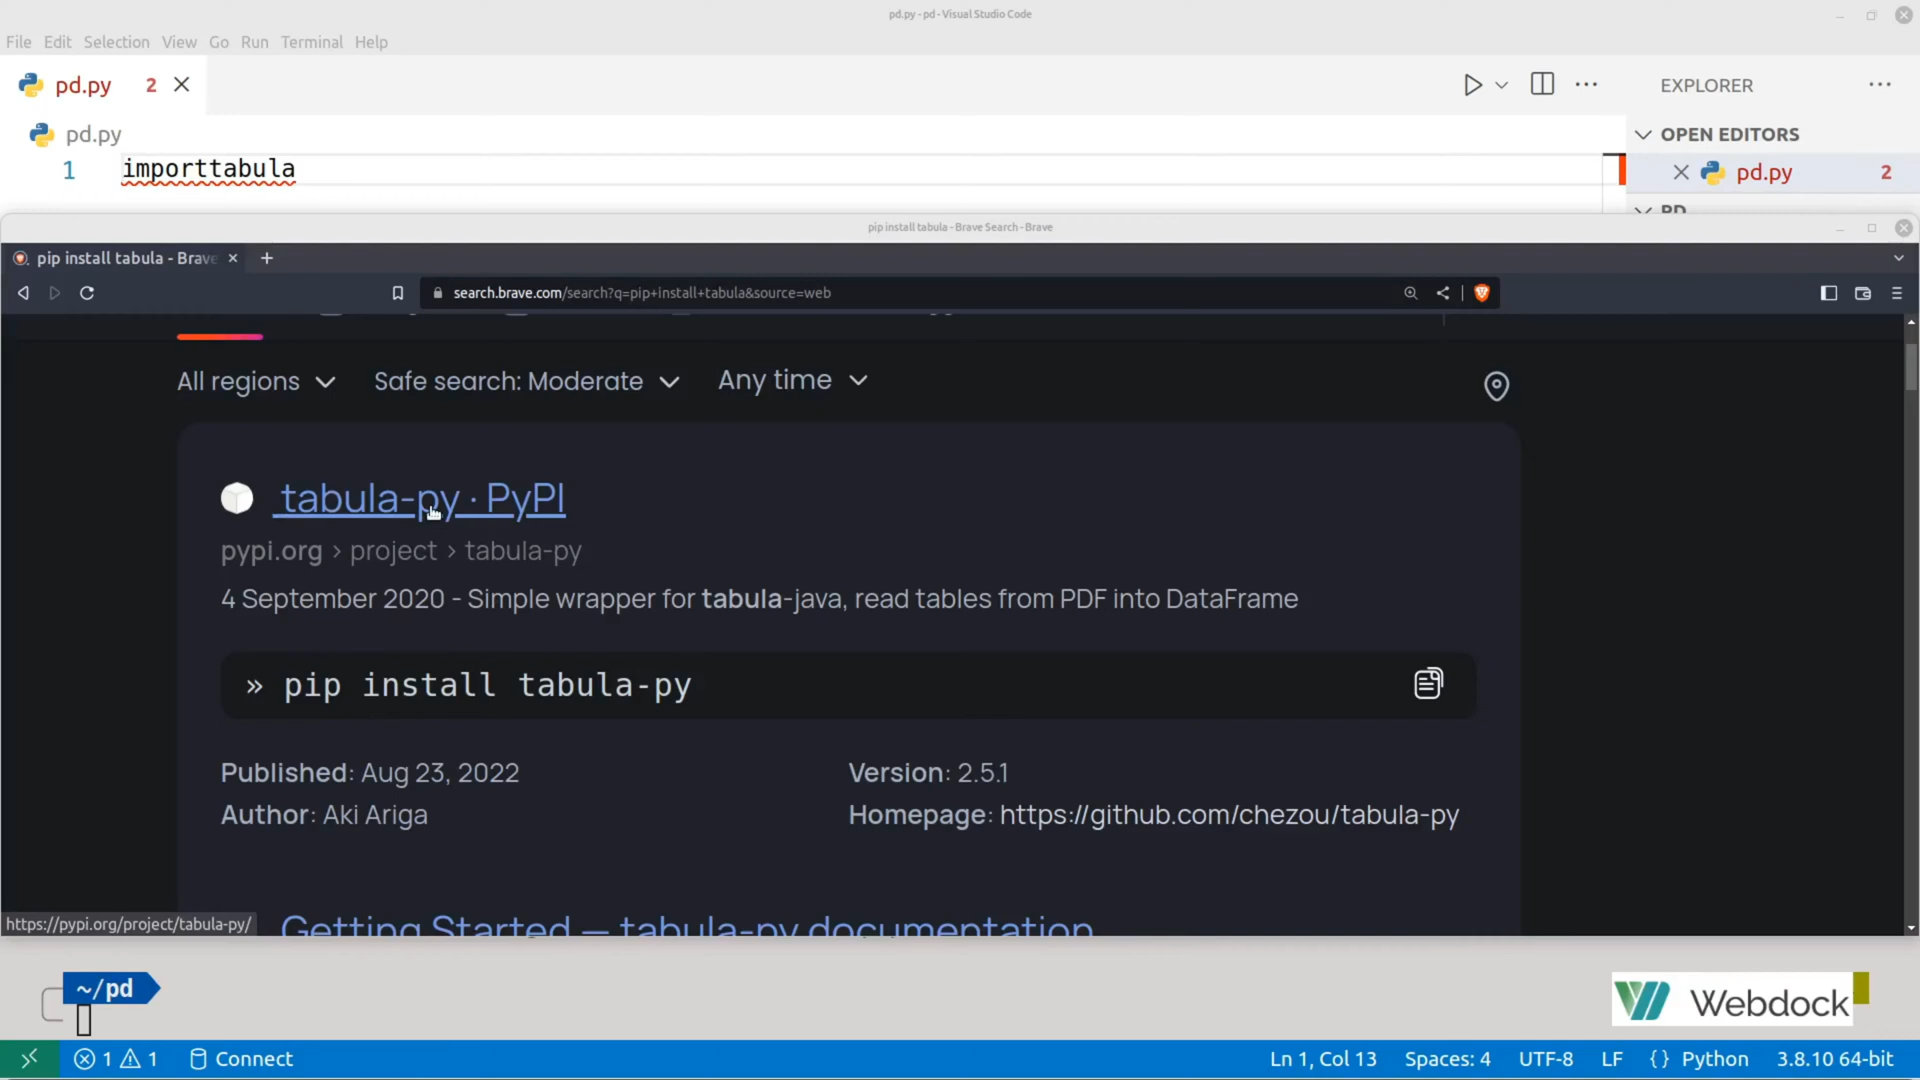 pd.py - pd - Visual Studio Code
File Edit Selection View Go Run Terminal Help
pd.py 2
EXPLORER
pd.py
OPEN EDITORS
1 importtabula
pd.py 2
PD
pip install tabula - Brave Search - Brave
pip install tabula - Brave
search.brave.com/search?q=pip+install+tabula&source=web
All regions Safe search: Moderate Any time
tabula-py · PyPI
pypi.org › project › tabula-py
4 September 2020 - Simple wrapper for tabula-java, read tables from PDF into DataFrame
» pip install tabula-py
Published: Aug 23, 2022
Version: 2.5.1
Author: Aki Ariga
Homepage: https://github.com/chezou/tabula-py
https://pypi.org/project/tabula-py/
Getting Started — tabula-py documentation
~/pd
Webdock
1 1 Connect Ln 1, Col 13 Spaces: 4 UTF-8 LF {} Python 3.8.10 64-bit